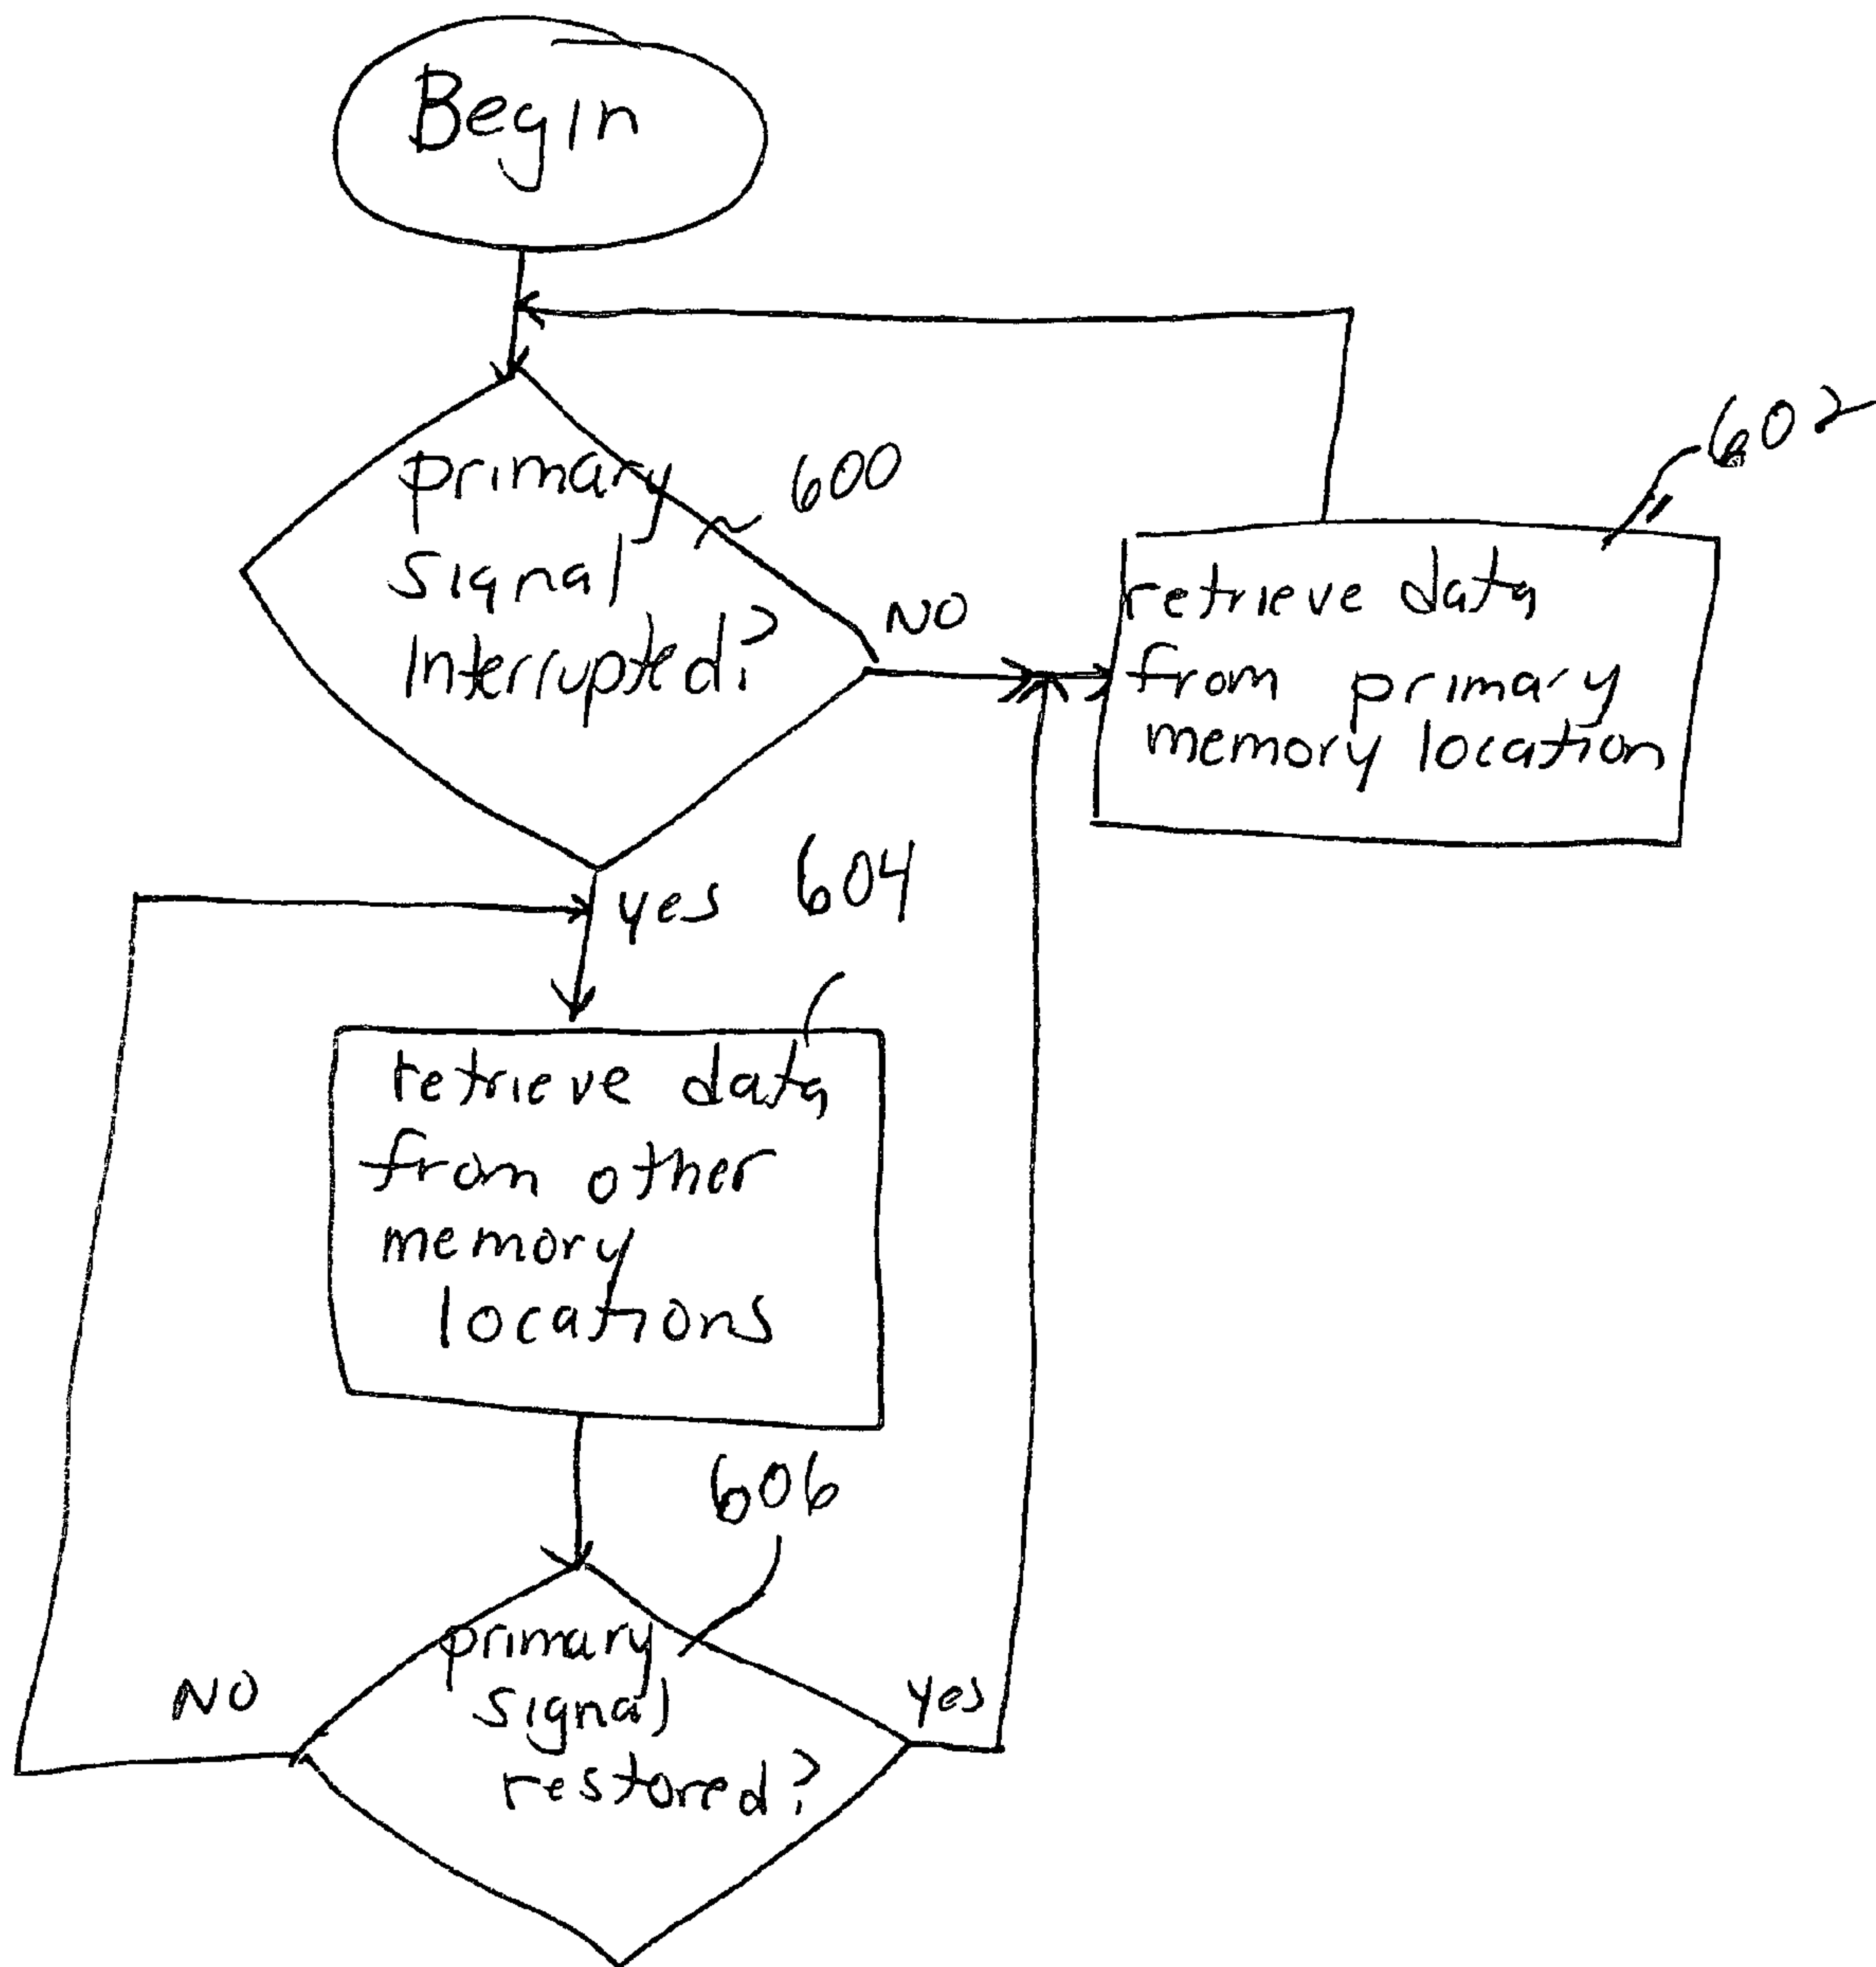 Begin
primary
signal
Interrupted?
600
NO
602
retrieve data
from primary
memory location
yes
604
retrieve data
from other
memory
locations
606
primary
signal
restored?
NO
yes